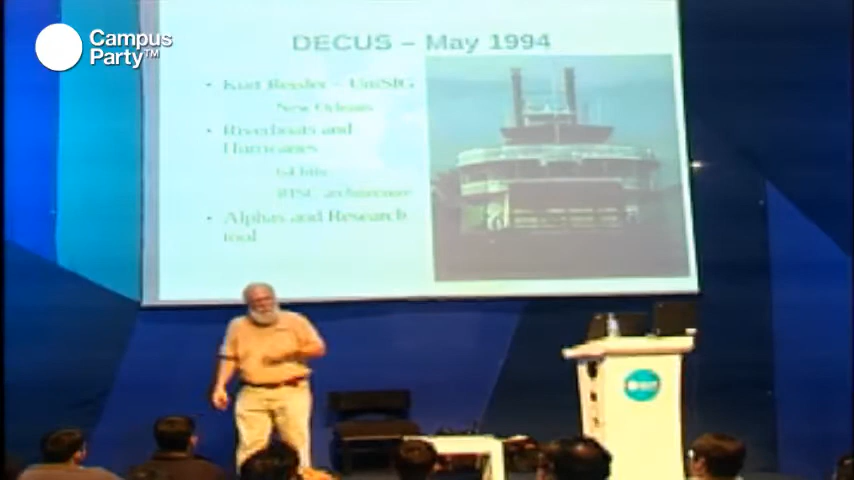 Campus
Party™
DECUS – May 1994
• Kurt Reisler – UniSIG
New Orleans
• Riverboats and
Hurricanes
64 bits
RISC architecture
• Alphas and Research
tool